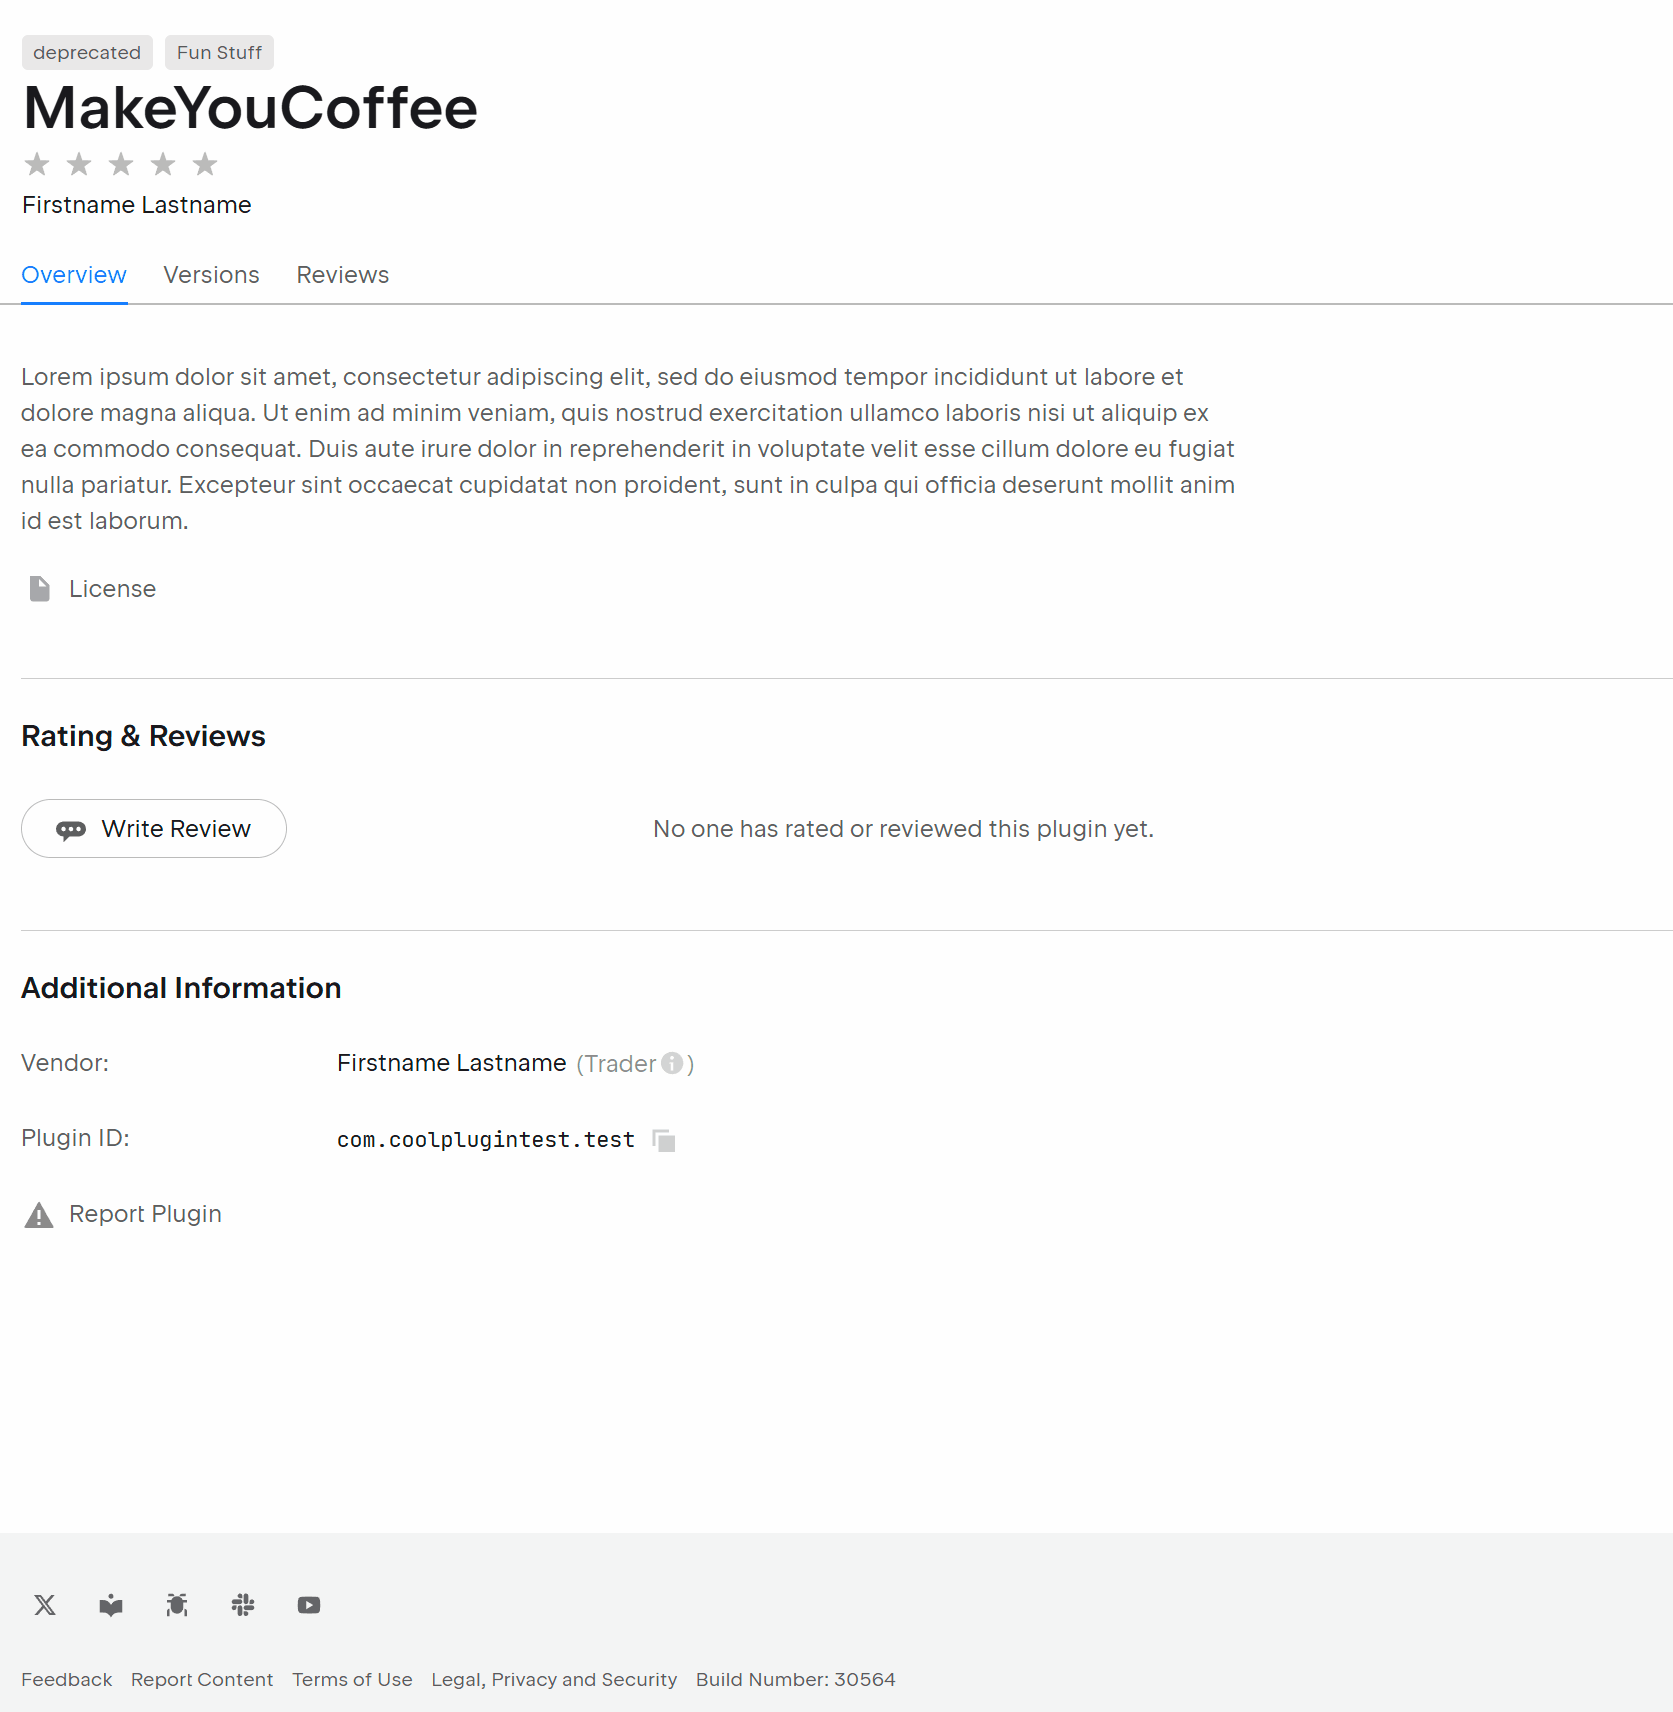 deprecated Fun Stuff
MakeYouCoffee
Firstname Lastname
Overview Versions Reviews
Lorem ipsum dolor sit amet, consectetur adipiscing elit, sed do eiusmod tempor incididunt ut labore et
dolore magna aliqua. Ut enim ad minim veniam, quis nostrud exercitation ullamco laboris nisi ut aliquip ex
ea commodo consequat. Duis aute irure dolor in reprehenderit in voluptate velit esse cillum dolore eu fugiat
nulla pariatur. Excepteur sint occaecat cupidatat non proident, sunt in culpa qui officia deserunt mollit anim
id est laborum.
License
Rating & Reviews
Write Review No one has rated or reviewed this plugin yet.
Additional Information
Vendor: Firstname Lastname (Trader)
Plugin ID: com.coolplugintest.test
Report Plugin
Feedback Report Content Terms of Use Legal, Privacy and Security Build Number: 30564